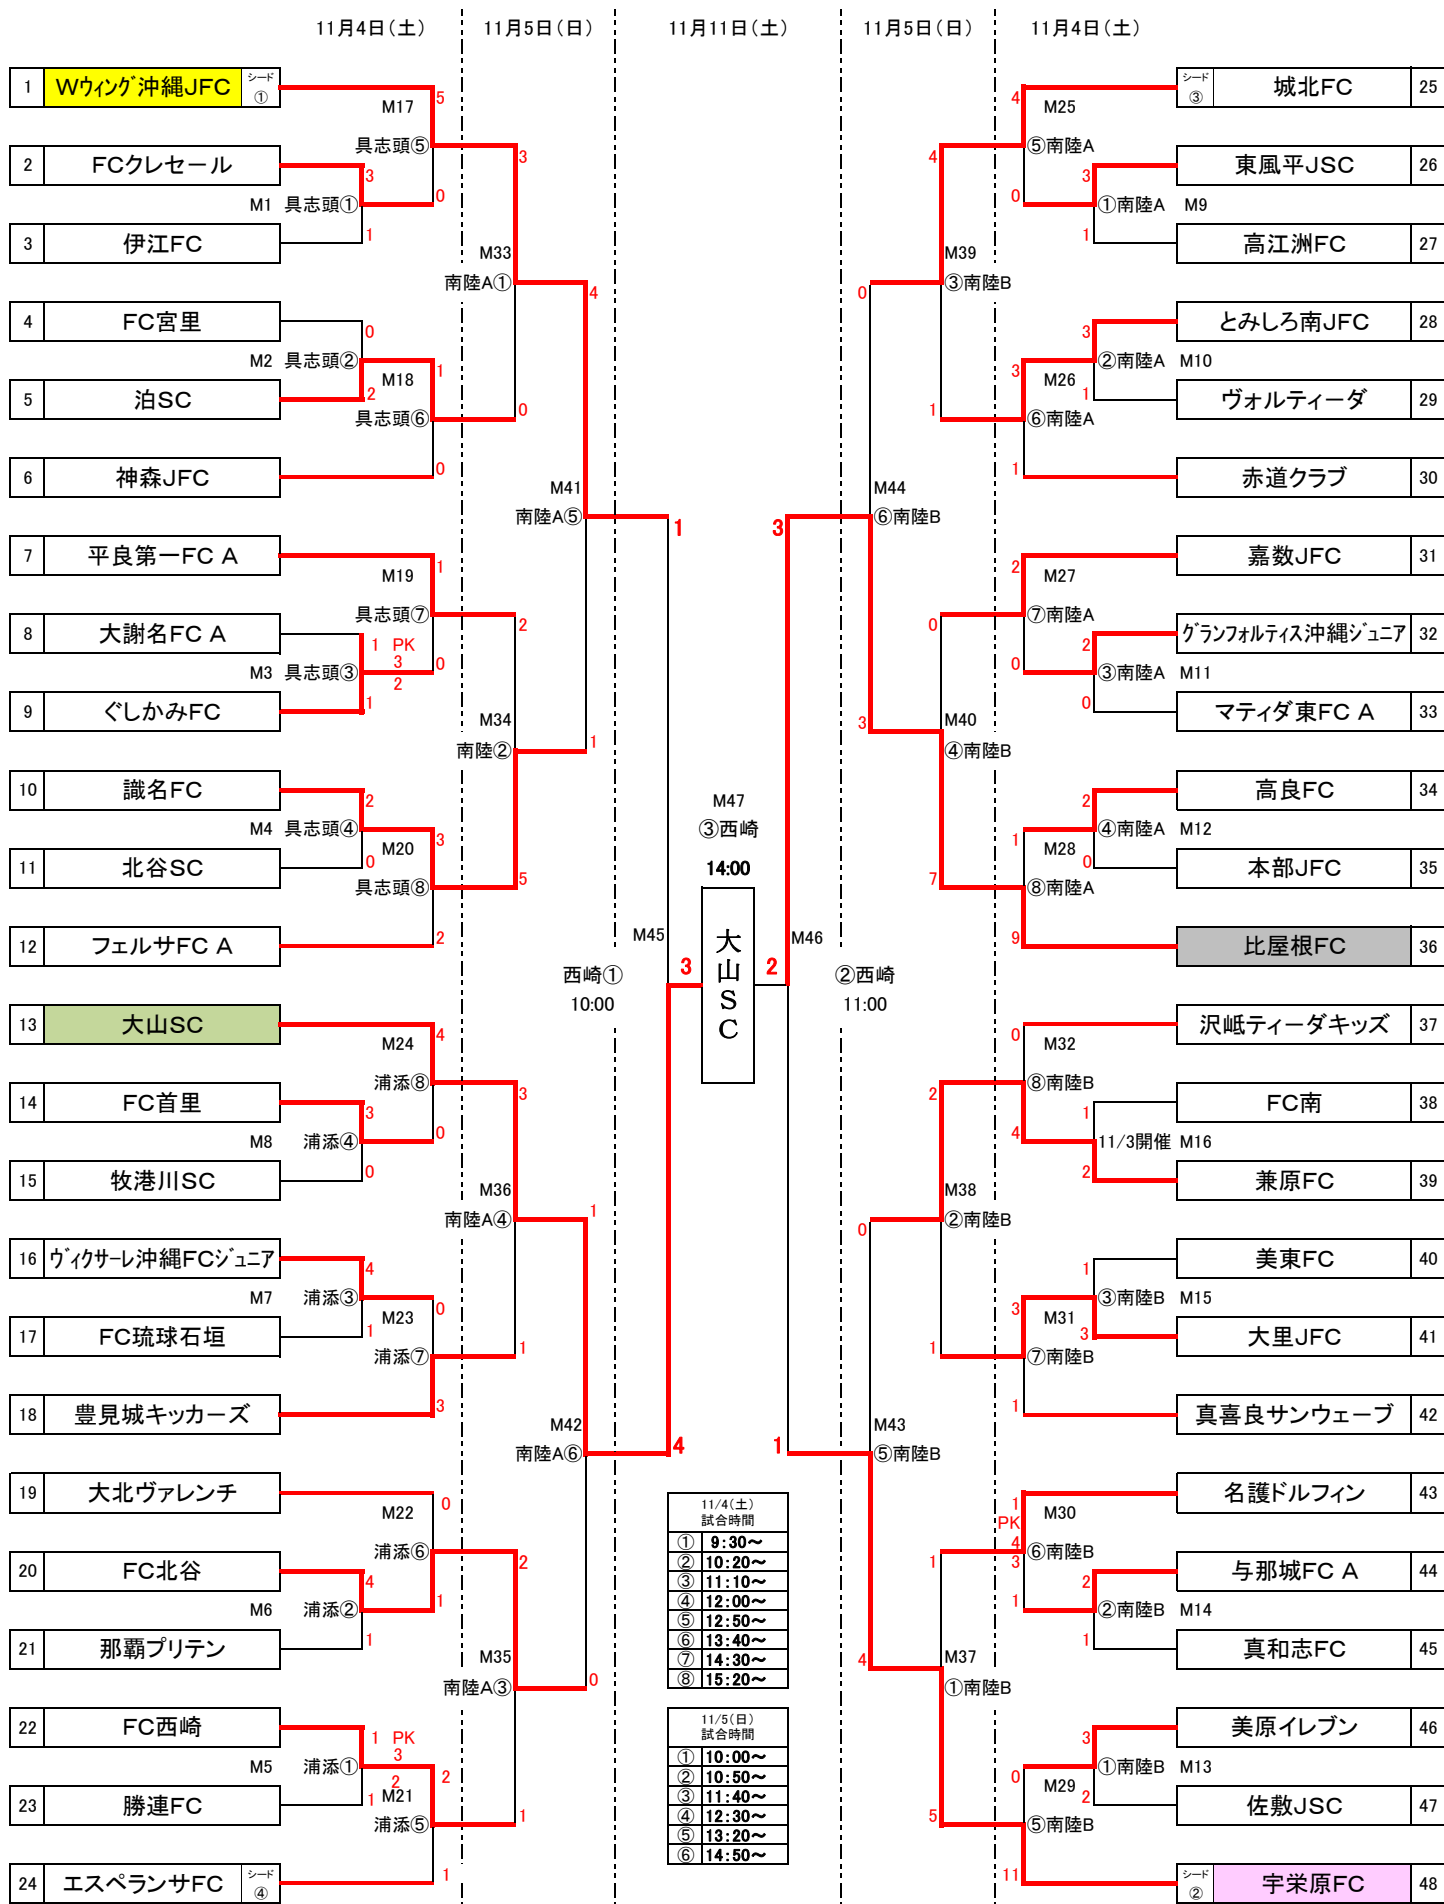 11月4日(土) 11月5日(日) 11月11日(土) 11月5日(日) 11月4日(土)
1 Wウィング沖縄JFC シード①
5
M17
具志頭⑤
3
2 FCクレセール
3
0
M1 具志頭①
3 伊江FC
1
M33
南陸A①
4
4 FC宮里
0
M2 具志頭②
1
M18
5 泊SC
2
0
具志頭⑥
6 神森JFC
0
M41
南陸A⑤
1
7 平良第一FC A
1
M19
具志頭⑦
2
8 大謝名FC A
1 PK
3
0
M3 具志頭③
2
9 ぐしかみFC
1
M34
南陸②
1
10 識名FC
2
M4 具志頭④
3
M20
11 北谷SC
0
具志頭⑧
5
12 フェルサFC A
2
M45
西崎①
10:00
13 大山SC
4
M24
浦添⑧
3
14 FC首里
3
0
M8 浦添④
15 牧港川SC
0
M36
南陸A④
1
16 ヴィクサーレ沖縄FCジュニア
4
M7 浦添③
0
M23
17 FC琉球石垣
1
1
浦添⑦
18 豊見城キッカーズ
3
M42
南陸A⑥
4
19 大北ヴァレンチ
0
M22
浦添⑥
2
20 FC北谷
4
1
M6 浦添②
21 那覇プリテン
1
M35
南陸A③
0
22 FC西崎
1 PK
3
M5 浦添①
2
2
23 勝連FC
1
M21
1
浦添⑤
24 エスペランサFC シード④
1
M47
③西崎
14:00
3
大山SC
2
11/4(土)
試合時間
① 9:30～
② 10:20～
③ 11:10～
④ 12:00～
⑤ 12:50～
⑥ 13:40～
⑦ 14:30～
⑧ 15:20～
11/5(日)
試合時間
① 10:00～
② 10:50～
③ 11:40～
④ 12:30～
⑤ 13:20～
⑥ 14:50～
シード③ 城北FC 25
4
M25
⑤南陸A
4
東風平JSC 26
3
0
①南陸A M9
高江洲FC 27
1
M39
③南陸B
0
とみしろ南JFC 28
3
②南陸A M10
3
M26
ヴォルティーダ 29
1
1
⑥南陸A
赤道クラブ 30
1
M44
⑥南陸B
3
嘉数JFC 31
2
M27
⑦南陸A
0
グランフォルティス沖縄ジュニア 32
2
0
③南陸A M11
マティダ東FC A 33
0
M40
④南陸B
3
高良FC 34
2
④南陸A M12
1
M28
本部JFC 35
0
7
⑧南陸A
比屋根FC 36
9
M46
②西崎
11:00
沢岻ティーダキッズ 37
0
M32
⑧南陸B
2
FC南 38
1
4
11/3開催 M16
兼原FC 39
2
M38
②南陸B
0
美東FC 40
1
③南陸B M15
3
M31
大里JFC 41
3
1
⑦南陸B
真喜良サンウェーブ 42
1
M43
⑤南陸B
1
名護ドルフィン 43
1
PK
4
M30
⑥南陸B
1
3
与那城FC A 44
2
1
②南陸B M14
真和志FC 45
1
M37
①南陸B
4
美原イレブン 46
3
①南陸B M13
0
M29
佐敷JSC 47
2
5
⑤南陸B
シード② 宇栄原FC 48
11